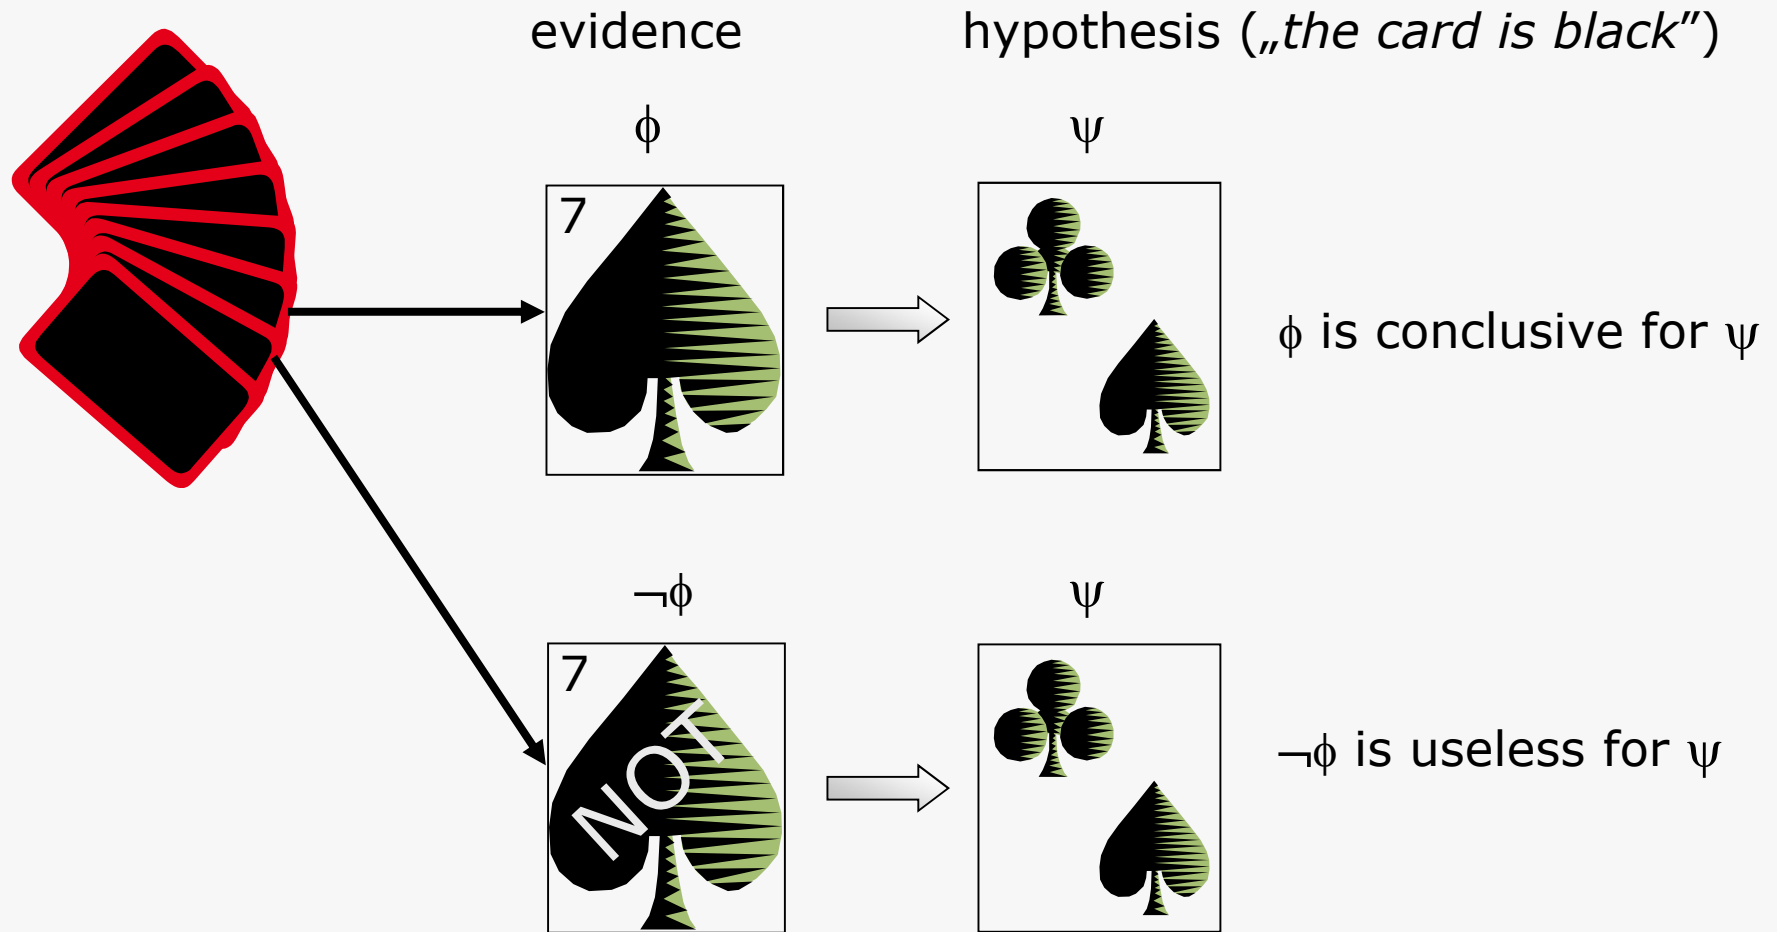 evidence
hypothesis („the card is black”)
ϕ
ψ
7
ϕ is conclusive for ψ
¬ϕ
ψ
7
NOT
¬ϕ is useless for ψ